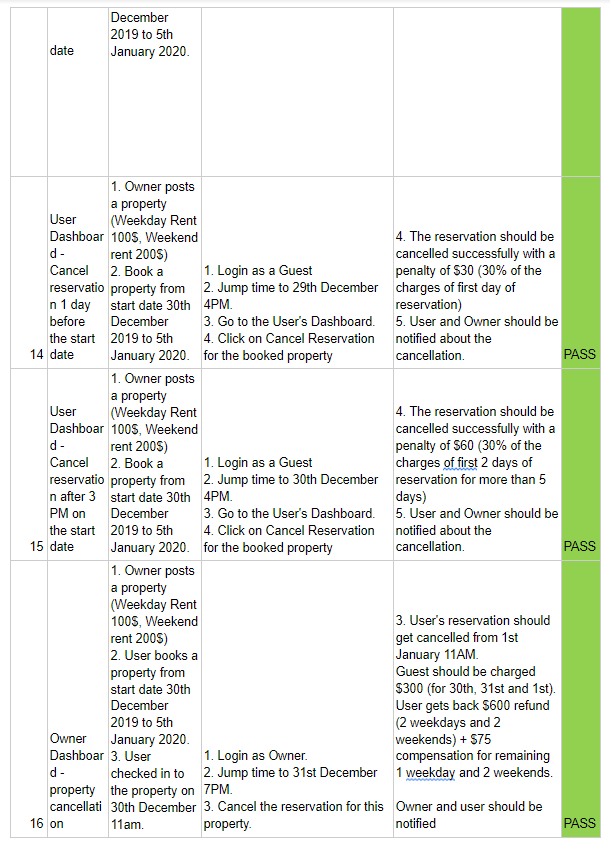 date
December
2019 to 5th
January 2020.
14
User
Dashboar
d -
Cancel
reservatio
n 1 day
before
the start
date
1. Owner posts
a property
(Weekday Rent
100$, Weekend
rent 200$)
2. Book a
property from
start date 30th
December
2019 to 5th
January 2020.
1. Login as a Guest
2. Jump time to 29th December
4PM.
3. Go to the User's Dashboard.
4. Click on Cancel Reservation
for the booked property
4. The reservation should be
cancelled successfully with a
penalty of $30 (30% of the
charges of first day of
reservation)
5. User and Owner should be
notified about the
cancellation.
PASS
15
User
Dashboar
d -
Cancel
reservatio
n after 3
PM on
the start
date
1. Owner posts
a property
(Weekday Rent
100$, Weekend
rent 200$)
2. Book a
property from
start date 30th
December
2019 to 5th
January 2020.
1. Login as a Guest
2. Jump time to 30th December
4PM.
3. Go to the User's Dashboard.
4. Click on Cancel Reservation
for the booked property
4. The reservation should be
cancelled successfully with a
penalty of $60 (30% of the
charges of first 2 days of
reservation for more than 5
days)
5. User and Owner should be
notified about the
cancellation.
PASS
16
Owner
Dashboar
d -
property
cancellati
on
1. Owner posts
a property
(Weekday Rent
100$, Weekend
rent 200$)
2. User books a
property from
start date 30th
December
2019 to 5th
January 2020.
3. User
checked in to
the property on
30th December
11am.
1. Login as Owner.
2. Jump time to 31st December
7PM.
3. Cancel the reservation for this
property.
3. User's reservation should
get cancelled from 1st
January 11AM.
Guest should be charged
$300 (for 30th, 31st and 1st).
User gets back $600 refund
(2 weekdays and 2
weekends) + $75
compensation for remaining
1 weekday and 2 weekends.
Owner and user should be
notified
PASS